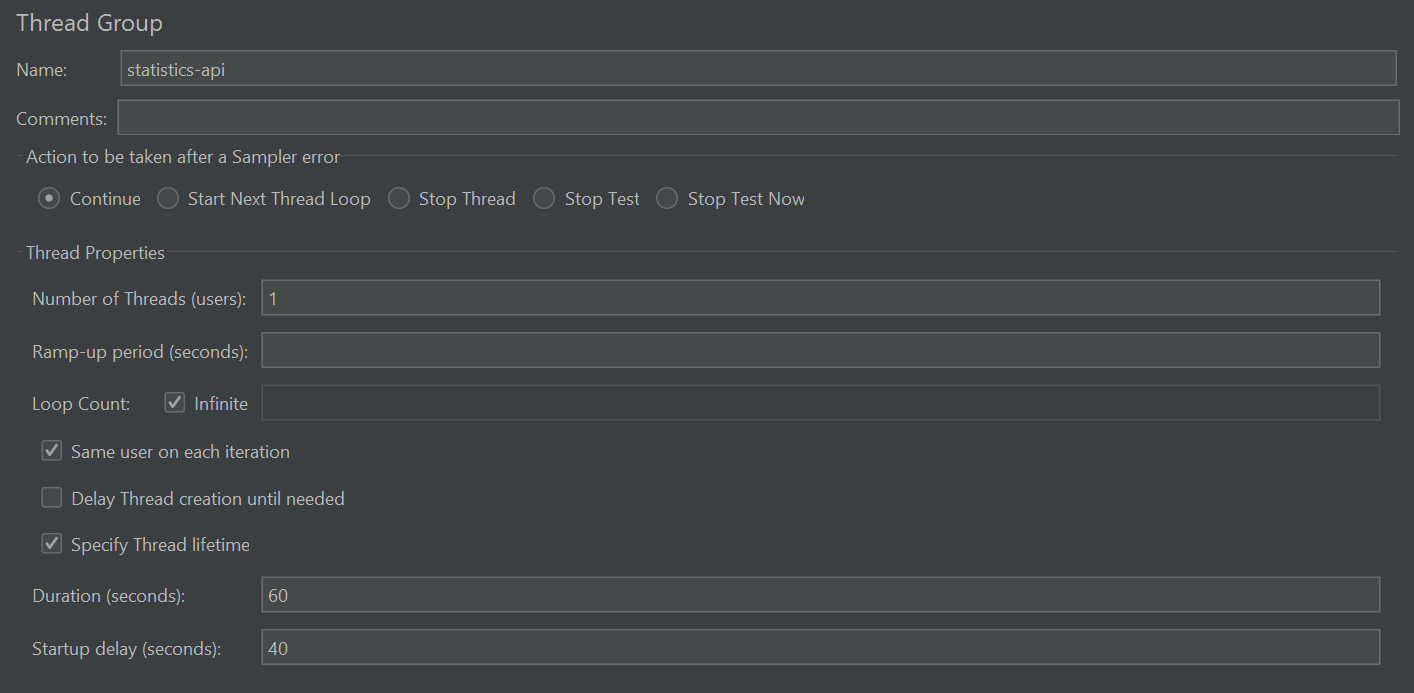 Thread Group
Name: statistics-api
Comments:
Action to be taken after a Sampler error
Continue Start Next Thread Loop Stop Thread Stop Test Stop Test Now
Thread Properties
Number of Threads (users): 1
Ramp-up period (seconds):
Loop Count: Infinite
Same user on each iteration
Delay Thread creation until needed
Specify Thread lifetime
Duration (seconds): 60
Startup delay (seconds): 40